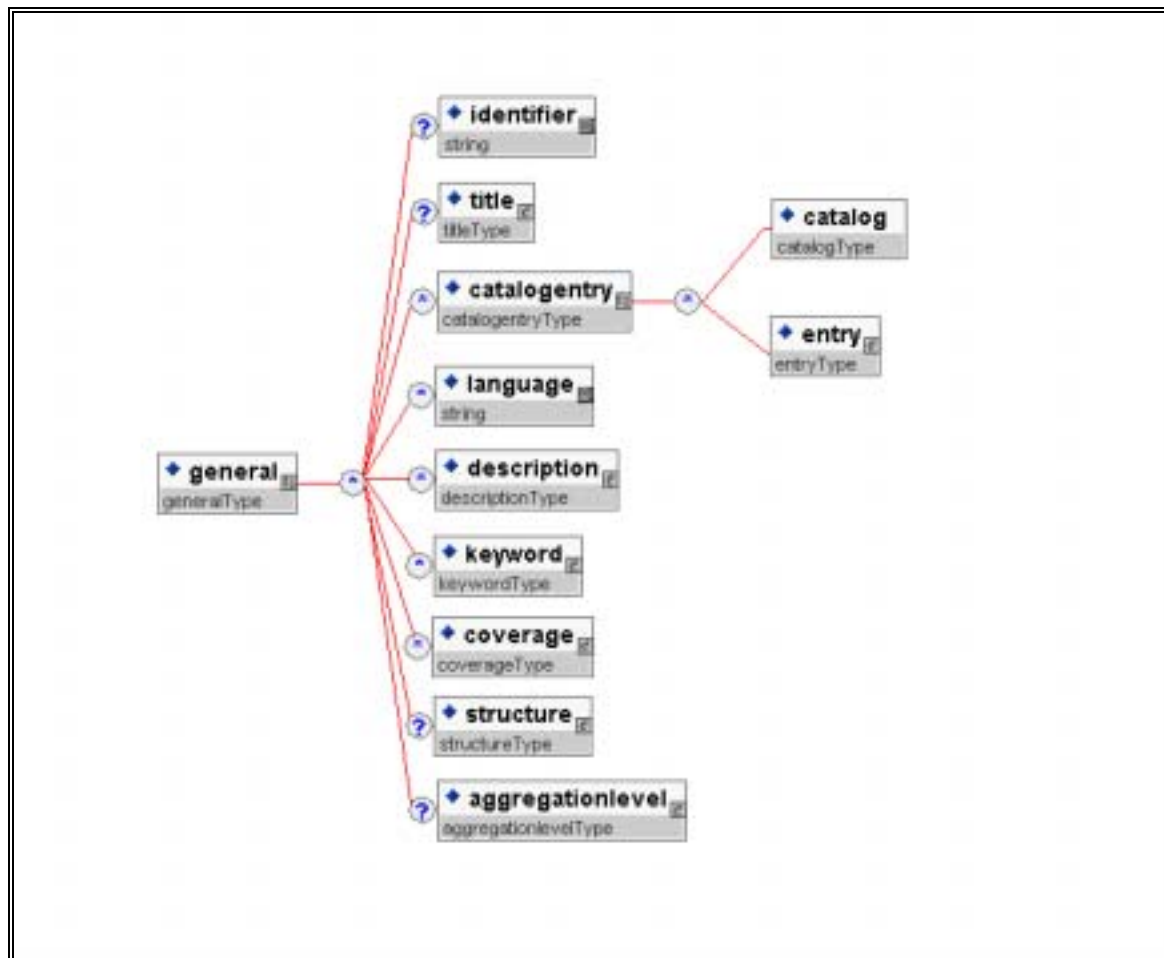 identifier
string
title
titleType
catalogentry
catalogentryType
catalog
catalogType
entry
entryType
language
string
general
generalType
description
descriptionType
keyword
keywordType
coverage
coverageType
structure
structureType
aggregationlevel
aggregationlevelType